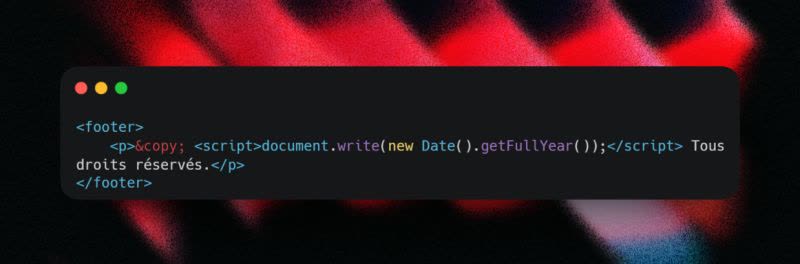 <footer>
    <p>&copy; <script>document.write(new Date().getFullYear());</script> Tous
droits réservés.</p>
</footer>